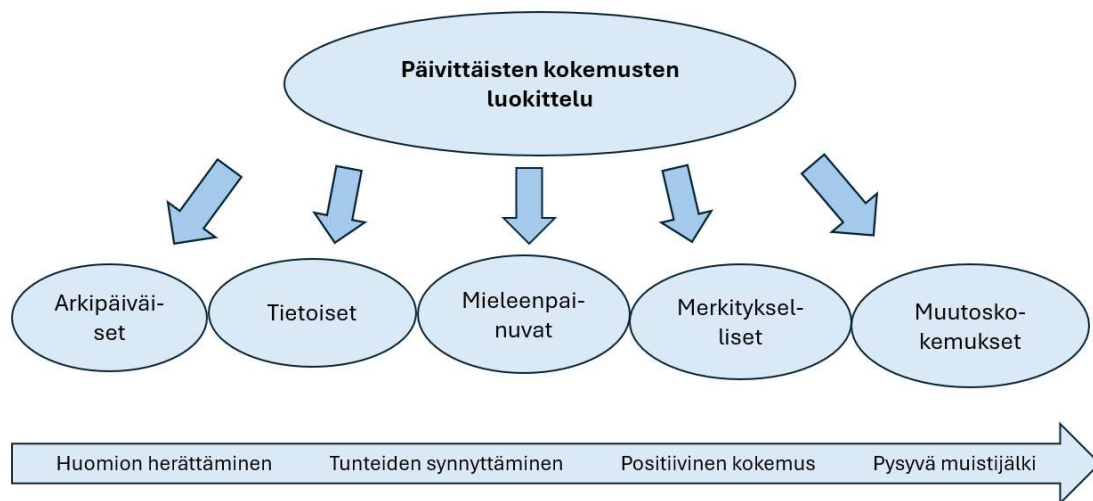 Päivittäisten kokemusten
luokittelu
Arkipäiväi-
set
Tietoiset
Mieleenpai-
nuvat
Merkityksel-
liset
Muutosko-
kemukset
Huomion herättäminen
Tunteiden synnyttäminen
Positiivinen kokemus
Pysyvä muistijälki